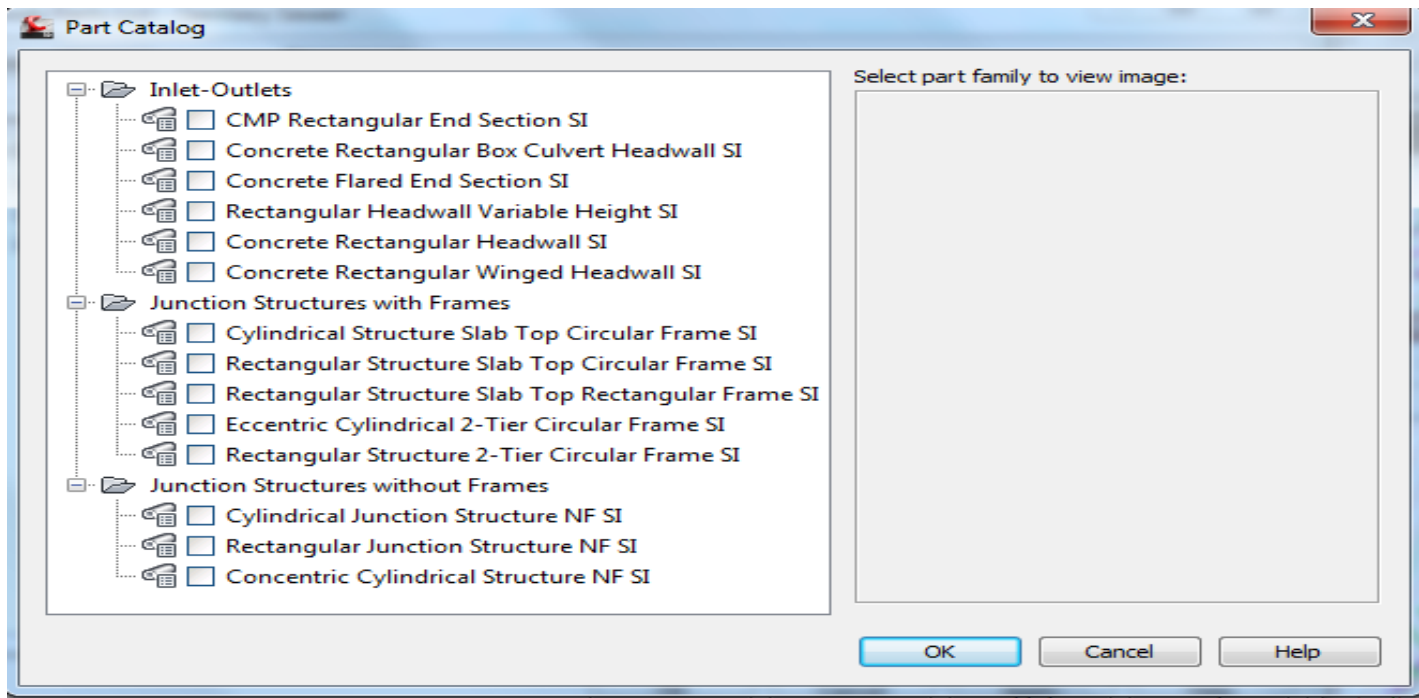 Part Catalog
Select part family to view image:
Inlet-Outlets
CMP Rectangular End Section SI
Concrete Rectangular Box Culvert Headwall SI
Concrete Flared End Section SI
Rectangular Headwall Variable Height SI
Concrete Rectangular Headwall SI
Concrete Rectangular Winged Headwall SI
Junction Structures with Frames
Cylindrical Structure Slab Top Circular Frame SI
Rectangular Structure Slab Top Circular Frame SI
Rectangular Structure Slab Top Rectangular Frame SI
Eccentric Cylindrical 2-Tier Circular Frame SI
Rectangular Structure 2-Tier Circular Frame SI
Junction Structures without Frames
Cylindrical Junction Structure NF SI
Rectangular Junction Structure NF SI
Concentric Cylindrical Structure NF SI
OK Cancel Help